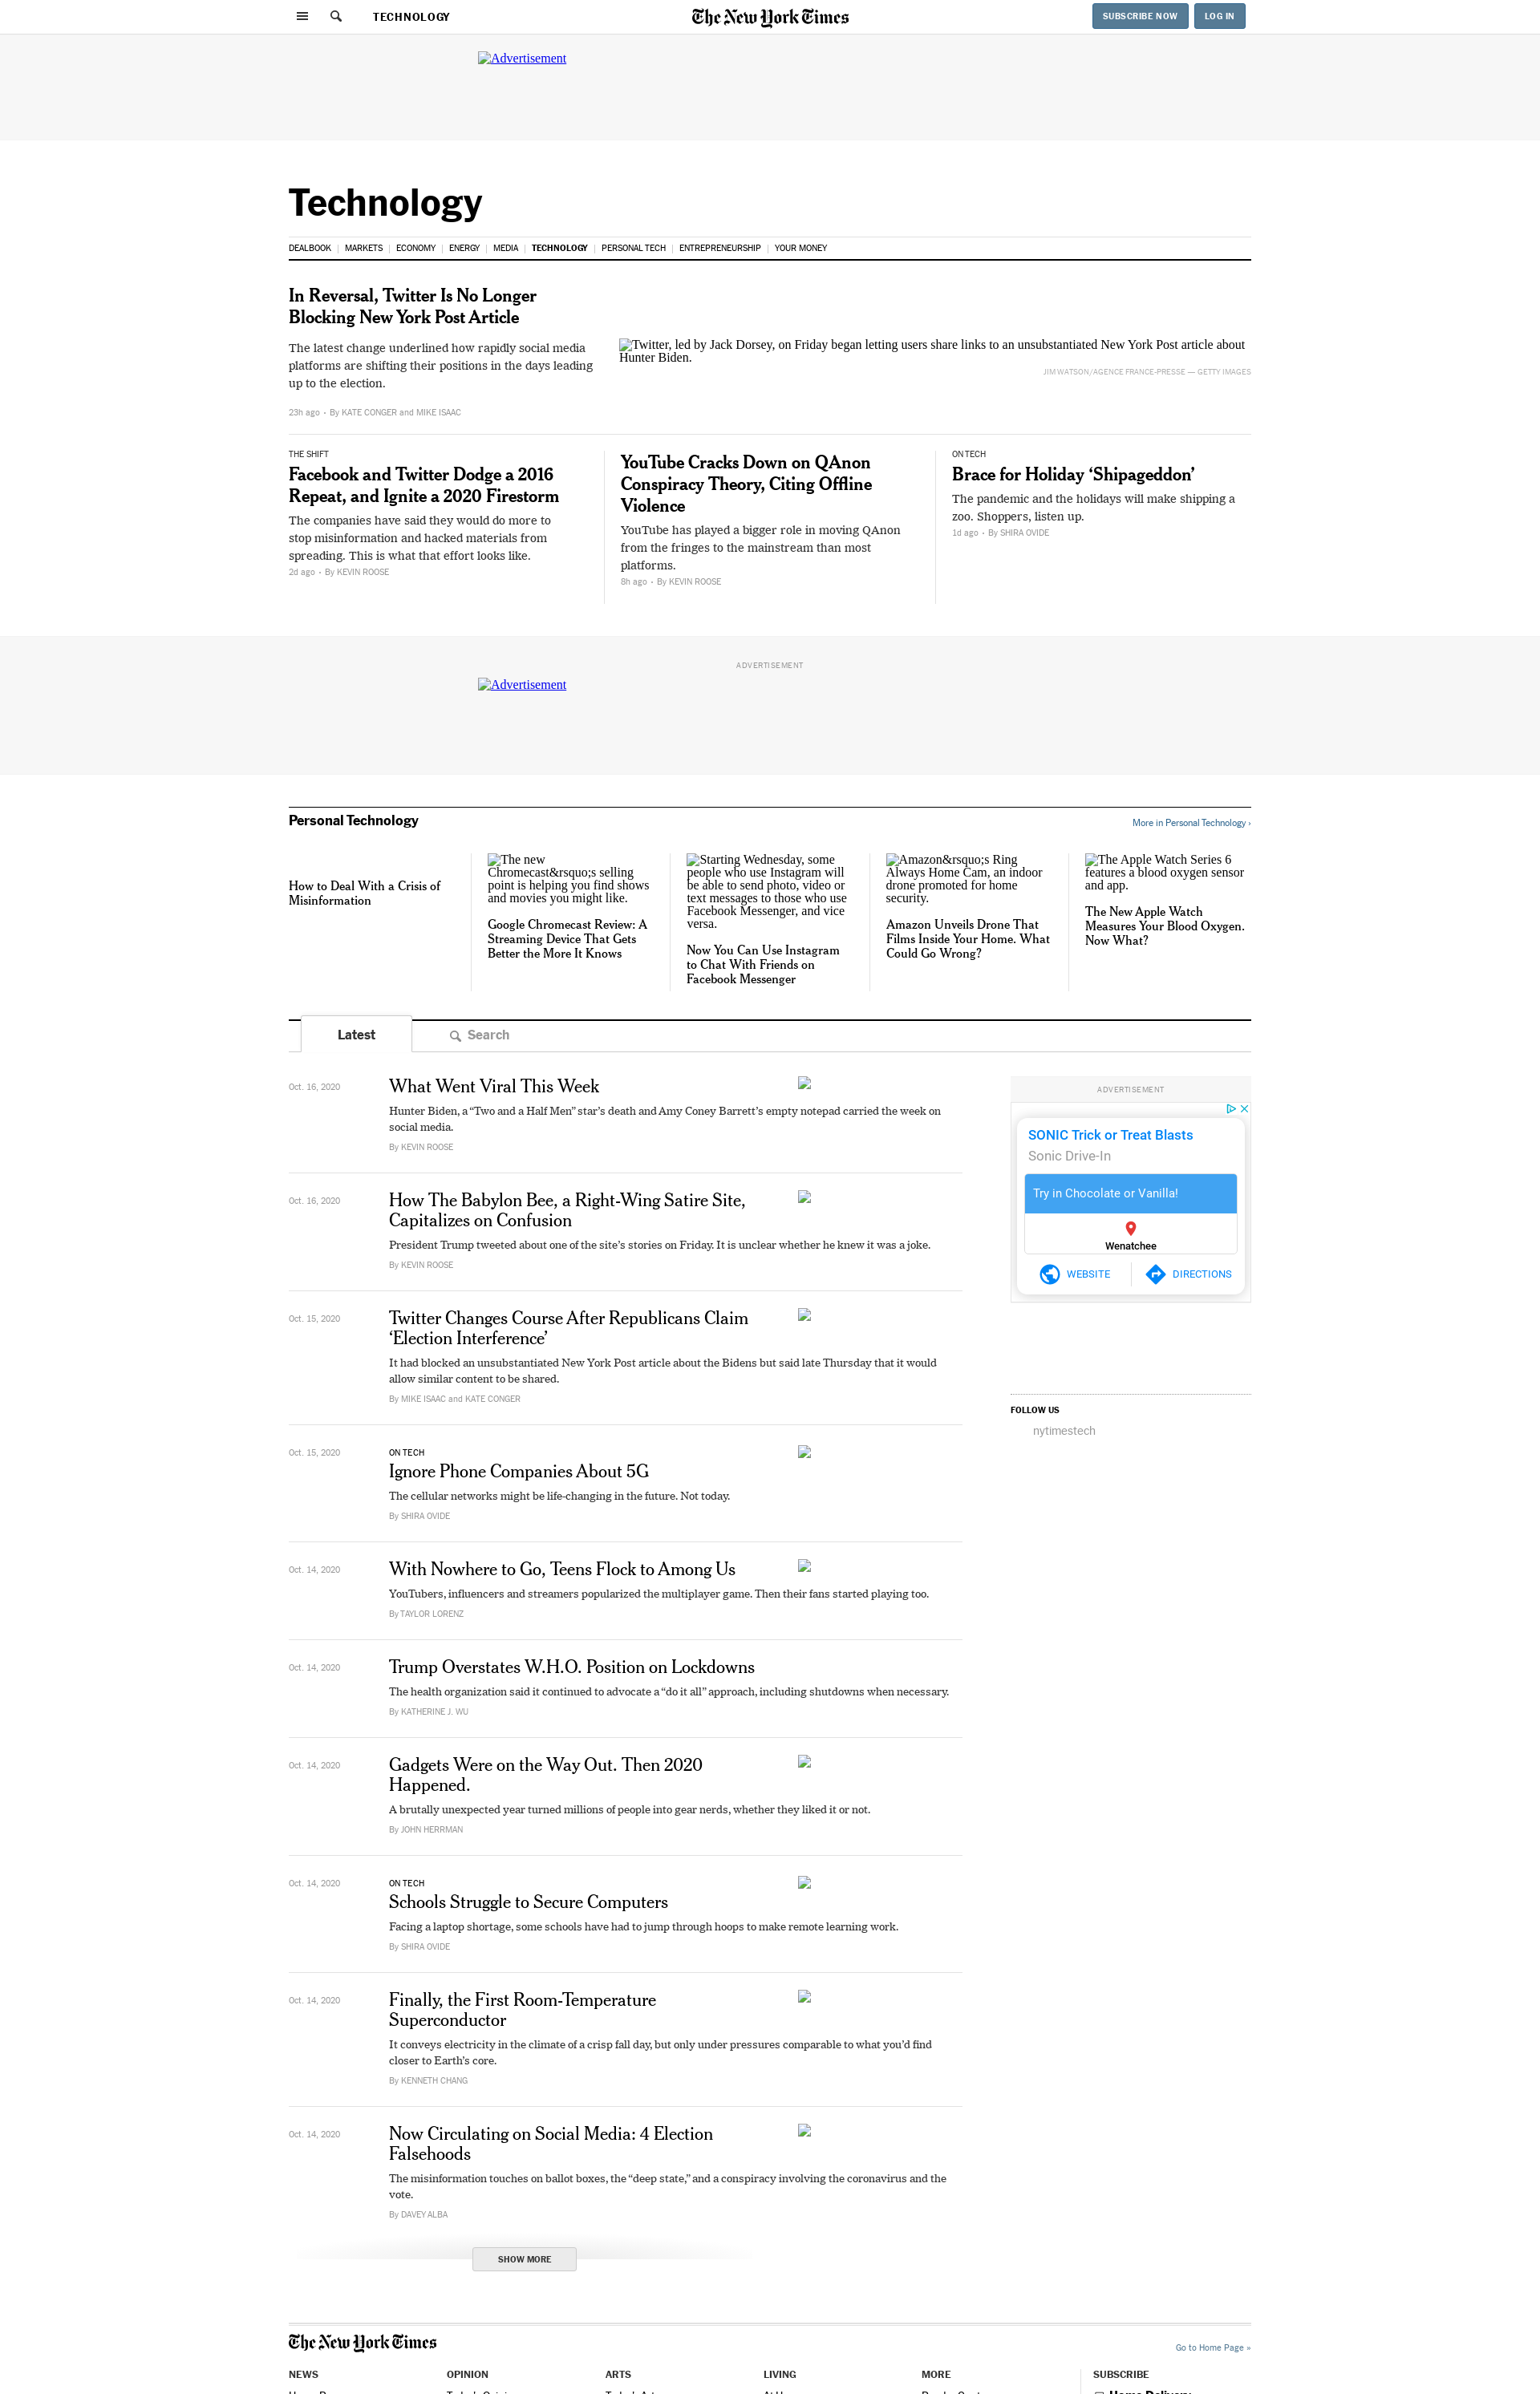 TECHNOLOGY
The New York Times
SUBSCRIBE NOW
LOG IN
Advertisement
Technology
DEALBOOK
MARKETS
ECONOMY
ENERGY
MEDIA
TECHNOLOGY
PERSONAL TECH
ENTREPRENEURSHIP
YOUR MONEY
In Reversal, Twitter Is No Longer
Blocking New York Post Article
The latest change underlined how rapidly social media
platforms are shifting their positions in the days leading
up to the election.
23h ago • By KATE CONGER and MIKE ISAAC
Twitter, led by Jack Dorsey, on Friday began letting users share links to an unsubstantiated New York Post article about
Hunter Biden.
JIM WATSON/AGENCE FRANCE-PRESSE — GETTY IMAGES
THE SHIFT
Facebook and Twitter Dodge a 2016
Repeat, and Ignite a 2020 Firestorm
The companies have said they would do more to
stop misinformation and hacked materials from
spreading. This is what that effort looks like.
2d ago • By KEVIN ROOSE
YouTube Cracks Down on QAnon
Conspiracy Theory, Citing Offline
Violence
YouTube has played a bigger role in moving QAnon
from the fringes to the mainstream than most
platforms.
8h ago • By KEVIN ROOSE
ON TECH
Brace for Holiday ‘Shipageddon’
The pandemic and the holidays will make shipping a
zoo. Shoppers, listen up.
1d ago • By SHIRA OVIDE
ADVERTISEMENT
Advertisement
Personal Technology
More in Personal Technology ›
How to Deal With a Crisis of
Misinformation
The new
Chromecast&rsquo;s selling
point is helping you find shows
and movies you might like.
Google Chromecast Review: A
Streaming Device That Gets
Better the More It Knows
Starting Wednesday, some
people who use Instagram will
be able to send photo, video or
text messages to those who use
Facebook Messenger, and vice
versa.
Now You Can Use Instagram
to Chat With Friends on
Facebook Messenger
Amazon&rsquo;s Ring
Always Home Cam, an indoor
drone promoted for home
security.
Amazon Unveils Drone That
Films Inside Your Home. What
Could Go Wrong?
The Apple Watch Series 6
features a blood oxygen sensor
and app.
The New Apple Watch
Measures Your Blood Oxygen.
Now What?
Latest
Search
Oct. 16, 2020
What Went Viral This Week
Hunter Biden, a “Two and a Half Men” star’s death and Amy Coney Barrett’s empty notepad carried the week on
social media.
By KEVIN ROOSE
Oct. 16, 2020
How The Babylon Bee, a Right-Wing Satire Site,
Capitalizes on Confusion
President Trump tweeted about one of the site’s stories on Friday. It is unclear whether he knew it was a joke.
By KEVIN ROOSE
Oct. 15, 2020
Twitter Changes Course After Republicans Claim
‘Election Interference’
It had blocked an unsubstantiated New York Post article about the Bidens but said late Thursday that it would
allow similar content to be shared.
By MIKE ISAAC and KATE CONGER
Oct. 15, 2020
ON TECH
Ignore Phone Companies About 5G
The cellular networks might be life-changing in the future. Not today.
By SHIRA OVIDE
Oct. 14, 2020
With Nowhere to Go, Teens Flock to Among Us
YouTubers, influencers and streamers popularized the multiplayer game. Then their fans started playing too.
By TAYLOR LORENZ
Oct. 14, 2020
Trump Overstates W.H.O. Position on Lockdowns
The health organization said it continued to advocate a “do it all” approach, including shutdowns when necessary.
By KATHERINE J. WU
Oct. 14, 2020
Gadgets Were on the Way Out. Then 2020
Happened.
A brutally unexpected year turned millions of people into gear nerds, whether they liked it or not.
By JOHN HERRMAN
Oct. 14, 2020
ON TECH
Schools Struggle to Secure Computers
Facing a laptop shortage, some schools have had to jump through hoops to make remote learning work.
By SHIRA OVIDE
Oct. 14, 2020
Finally, the First Room-Temperature
Superconductor
It conveys electricity in the climate of a crisp fall day, but only under pressures comparable to what you’d find
closer to Earth’s core.
By KENNETH CHANG
Oct. 14, 2020
Now Circulating on Social Media: 4 Election
Falsehoods
The misinformation touches on ballot boxes, the “deep state,” and a conspiracy involving the coronavirus and the
vote.
By DAVEY ALBA
SHOW MORE
ADVERTISEMENT
SONIC Trick or Treat Blasts
Sonic Drive-In
Try in Chocolate or Vanilla!
Wenatchee
WEBSITE
DIRECTIONS
FOLLOW US
nytimestech
The New York Times
Go to Home Page »
NEWS
OPINION
ARTS
LIVING
MORE
SUBSCRIBE